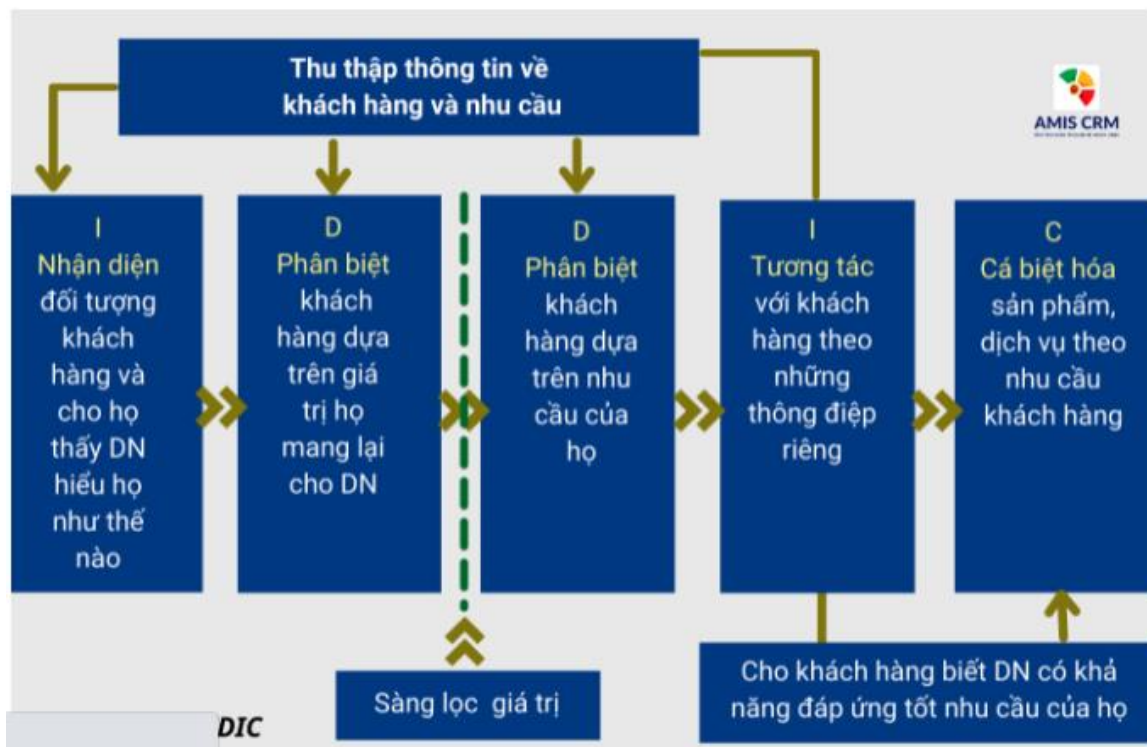 Thu thập thông tin về
khách hàng và nhu cầu
AMIS CRM
I
Nhận diện
đối tượng
khách
hàng và
cho họ
thấy DN
hiểu họ
như thế
nào
D
Phân biệt
khách
hàng dựa
trên giá
trị họ
mang lại
cho DN
D
Phân biệt
khách
hàng dựa
trên nhu
cầu của
họ
I
Tương tác
với khách
hàng theo
những
thông điệp
riêng
C
Cá biệt hóa
sản phẩm,
dịch vụ theo
nhu cầu
khách hàng
Sàng lọc giá trị
Cho khách hàng biết DN có khả
năng đáp ứng tốt nhu cầu của họ
DIC